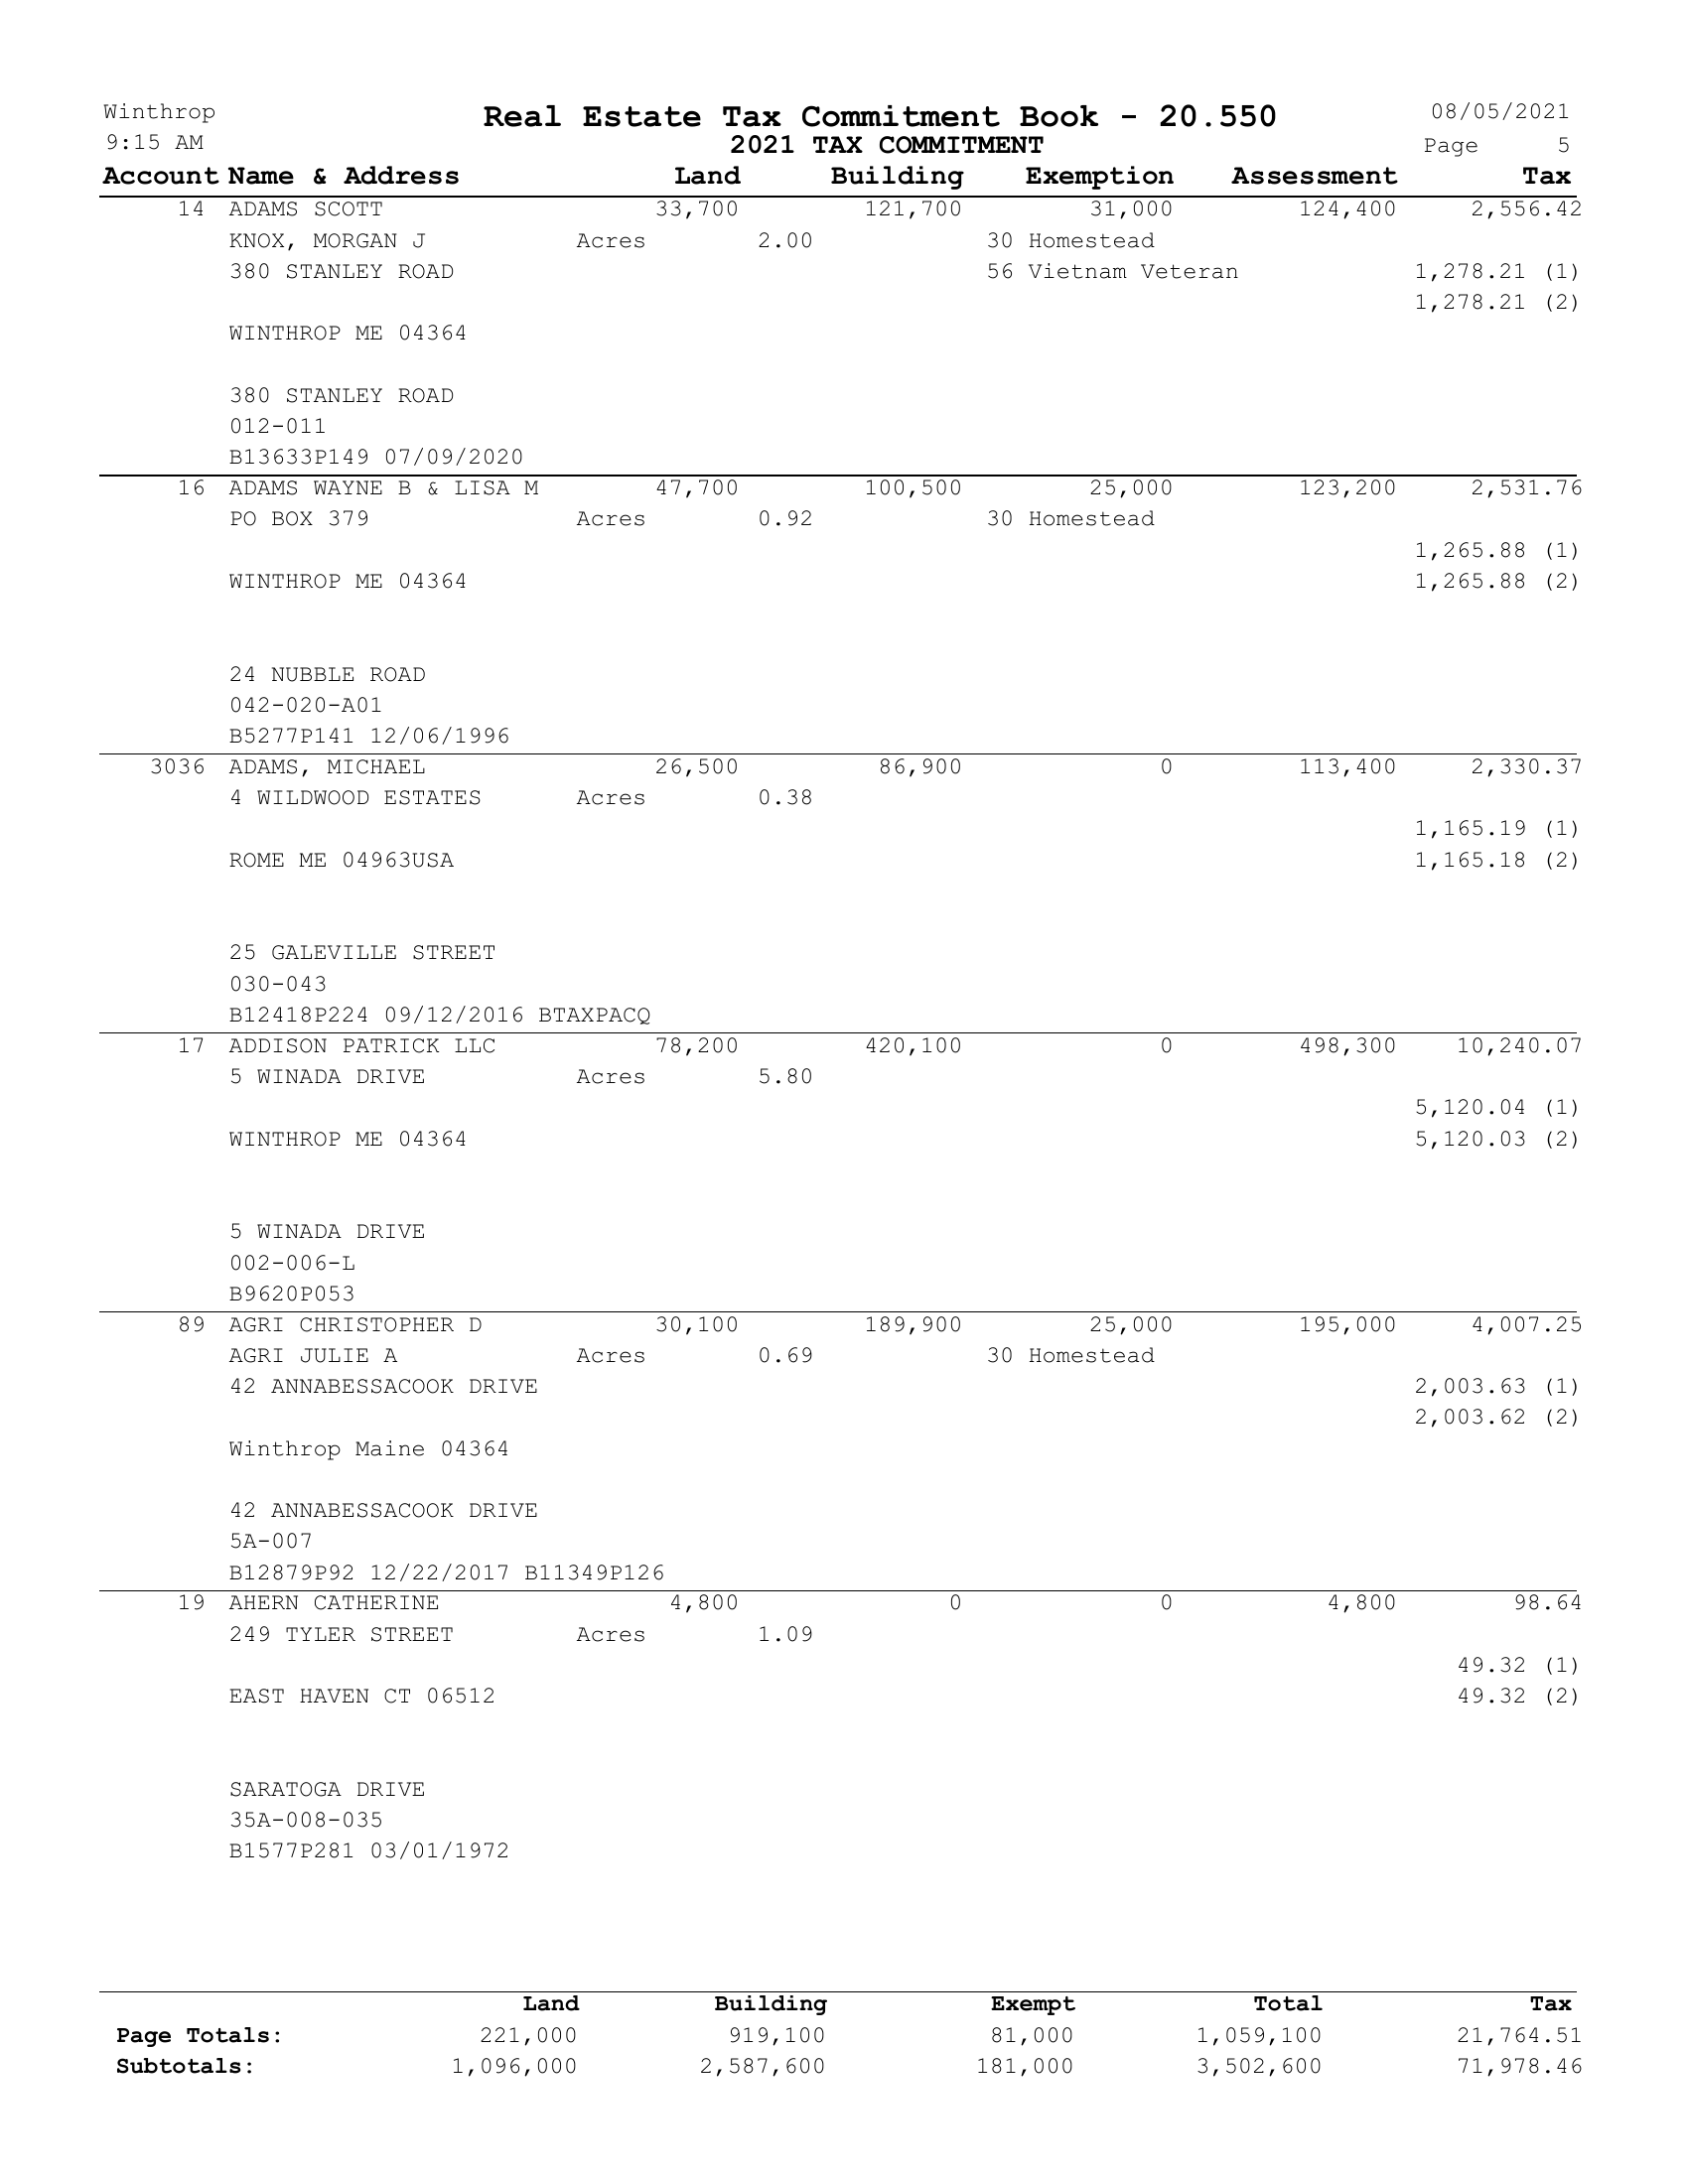 Winthrop Real Estate Tax Commitment Book - 20.550 08/05/2021
9:15 AM 2021 TAX COMMITMENT Page 5
Account Name & Address Land Building Exemption Assessment Tax
14 ADAMS SCOTT 33,700 121,700 31,000 124,400 2,556.42
KNOX, MORGAN J Acres 2.00 30 Homestead
380 STANLEY ROAD 56 Vietnam Veteran 1,278.21 (1)
1,278.21 (2)
WINTHROP ME 04364
380 STANLEY ROAD
012-011
B13633P149 07/09/2020
16 ADAMS WAYNE B & LISA M 47,700 100,500 25,000 123,200 2,531.76
PO BOX 379 Acres 0.92 30 Homestead
1,265.88 (1)
WINTHROP ME 04364 1,265.88 (2)
24 NUBBLE ROAD
042-020-A01
B5277P141 12/06/1996
3036 ADAMS, MICHAEL 26,500 86,900 0 113,400 2,330.37
4 WILDWOOD ESTATES Acres 0.38
1,165.19 (1)
ROME ME 04963USA 1,165.18 (2)
25 GALEVILLE STREET
030-043
B12418P224 09/12/2016 BTAXPACQ
17 ADDISON PATRICK LLC 78,200 420,100 0 498,300 10,240.07
5 WINADA DRIVE Acres 5.80
5,120.04 (1)
WINTHROP ME 04364 5,120.03 (2)
5 WINADA DRIVE
002-006-L
B9620P053
89 AGRI CHRISTOPHER D 30,100 189,900 25,000 195,000 4,007.25
AGRI JULIE A Acres 0.69 30 Homestead
42 ANNABESSACOOK DRIVE 2,003.63 (1)
2,003.62 (2)
Winthrop Maine 04364
42 ANNABESSACOOK DRIVE
5A-007
B12879P92 12/22/2017 B11349P126
19 AHERN CATHERINE 4,800 0 0 4,800 98.64
249 TYLER STREET Acres 1.09
49.32 (1)
EAST HAVEN CT 06512 49.32 (2)
SARATOGA DRIVE
35A-008-035
B1577P281 03/01/1972
Land Building Exempt Total Tax
Page Totals: 221,000 919,100 81,000 1,059,100 21,764.51
Subtotals: 1,096,000 2,587,600 181,000 3,502,600 71,978.46